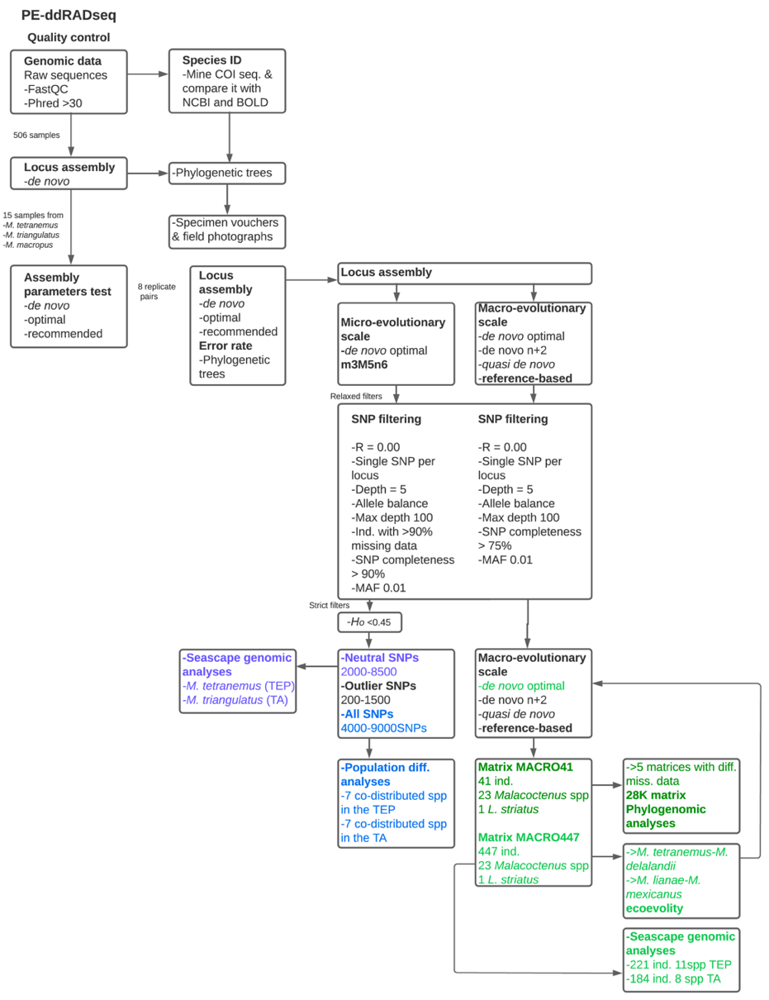 PE-ddRADseq
Quality control
Genomic data
Raw sequences
-FastQC
-Phred >30
Species ID
-Mine COI seq. &
compare it with
NCBI and BOLD
506 samples
Locus assembly
-de novo
-Phylogenetic trees
15 samples from
-M. tetranemus
-M. triangulatus
-M. macropus
-Specimen vouchers
& field photographs
Assembly
parameters test
-de novo
-optimal
-recommended
8 replicate
pairs
Locus
assembly
-de novo
-optimal
-recommended
Error rate
-Phylogenetic
trees
Locus assembly
Micro-evolutionary
scale
-de novo optimal
m3M5n6
Macro-evolutionary
scale
-de novo optimal
-de novo n+2
-quasi de novo
-reference-based
Relaxed filters
SNP filtering
-R = 0.00
-Single SNP per
locus
-Depth = 5
-Allele balance
-Max depth 100
-Ind. with >90%
missing data
-SNP completeness
> 90%
-MAF 0.01
SNP filtering
-R = 0.00
-Single SNP per
locus
-Depth = 5
-Allele balance
-Max depth 100
-SNP completeness
> 75%
-MAF 0.01
Strict filters
-Ho <0.45
-Seascape genomic
analyses
-M. tetranemus (TEP)
-M. triangulatus (TA)
-Neutral SNPs
2000-8500
-Outlier SNPs
200-1500
-All SNPs
4000-9000SNPs
Macro-evolutionary
scale
-de novo optimal
-de novo n+2
-quasi de novo
-reference-based
-Population diff.
analyses
-7 co-distributed spp
in the TEP
-7 co-distributed spp
in the TA
Matrix MACRO41
41 ind.
23 Malacoctenus spp
1 L. striatus
Matrix MACRO447
447 ind.
23 Malacoctenus spp
1 L. striatus
->5 matrices with diff.
miss. data
28K matrix
Phylogenomic
analyses
->M. tetranemus-M.
delalandii
->M. lianae-M.
mexicanus
ecoevolity
-Seascape genomic
analyses
-221 ind. 11spp TEP
-184 ind. 8 spp TA